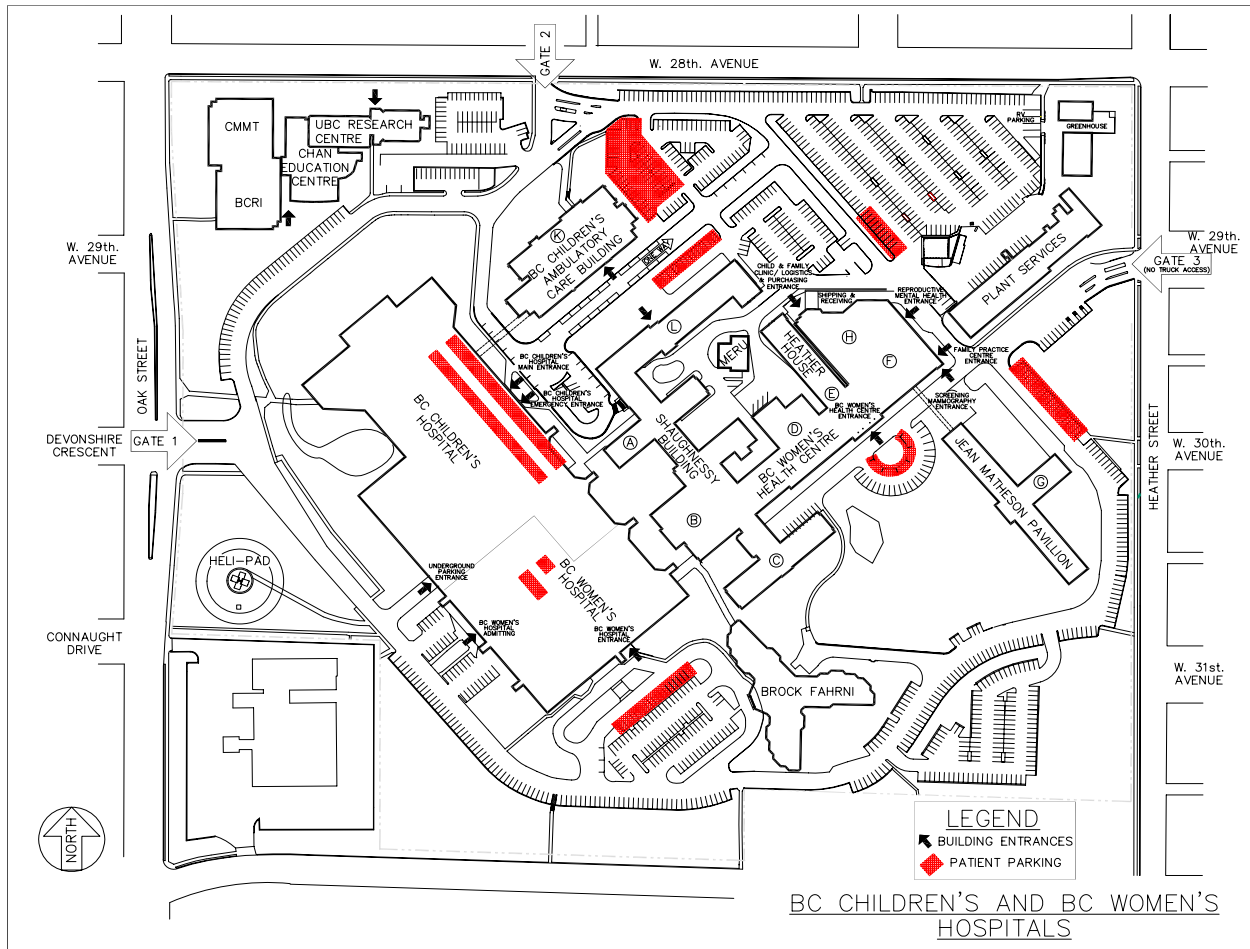 GATE 2
W. 28th. AVENUE
CMMT
UBC RESEARCH
CENTRE
CHAN
EDUCATION
CENTRE
BCRI
RV
PARKING
GREENHOUSE
W. 29th.
AVENUE
W. 29th.
AVENUE
GATE 3
(NO TRUCK ACCESS)
PLANT SERVICES
BC CHILDREN'S
AMBULATORY
CARE BUILDING
ONE WAY
CHILD & FAMILY
CLINIC/ LOGISTICS
& PURCHASING
ENTRANCE
SHIPPING &
RECEIVING
REPRODUCTIVE
MENTAL HEALTH
ENTRANCE
L
H
F
MERU
HEATHER
HOUSE
E
FAMILY PRACTICE
CENTRE
ENTRANCE
SCREENING
MAMMOGRAPHY
ENTRANCE
BC CHILDREN'S
HOSPITAL
MAIN ENTRANCE
BC CHILDREN'S
HOSPITAL
EMERGENCY ENTRANCE
BC WOMEN'S
HEALTH CENTRE
ENTRANCE
OAK STREET
DEVONSHIRE
CRESCENT
GATE 1
BC CHILDREN'S
HOSPITAL
A
SHAUGHNESSY
BUILDING
D
BC WOMEN'S
HEALTH CENTRE
B
C
JEAN MATHESON PAVILLION
G
HEATHER STREET
W. 30th
AVENUE
HELI-PAD
UNDERGROUND
PARKING
ENTRANCE
BC WOMEN'S
HOSPITAL
BC WOMEN'S
HOSPITAL
ADMITTING
BC WOMEN'S
HOSPITAL
ENTRANCE
CONNAUGHT
DRIVE
BROCK FAHRNI
W. 31st.
AVENUE
NORTH
LEGEND
BUILDING ENTRANCES
PATIENT PARKING
BC CHILDREN'S AND BC WOMEN'S
HOSPITALS